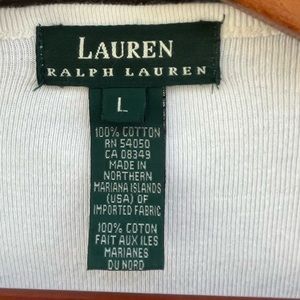 LAUREN
RALPH LAUREN
L
100% COTTON
RN 54050
CA 08349
MADE IN
NORTHERN
MARIANA ISLANDS
(USA) OF
IMPORTED FABRIC
100% COTON
FAIT AUX ILES
MARIANES
DU NORD